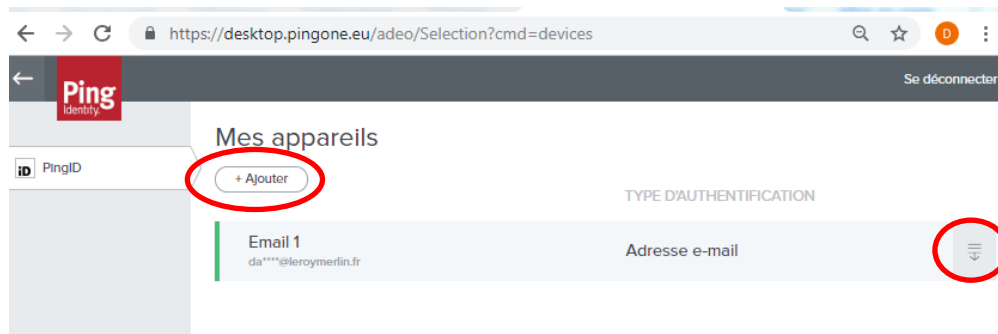 https://desktop.pingone.eu/adeo/Selection?cmd=devices
D
Ping
Identity.
Se déconnecter
iD PingID
Mes appareils
+ Ajouter
TYPE D'AUTHENTIFICATION
Email 1
Adresse e-mail
da****@leroymerlin.fr